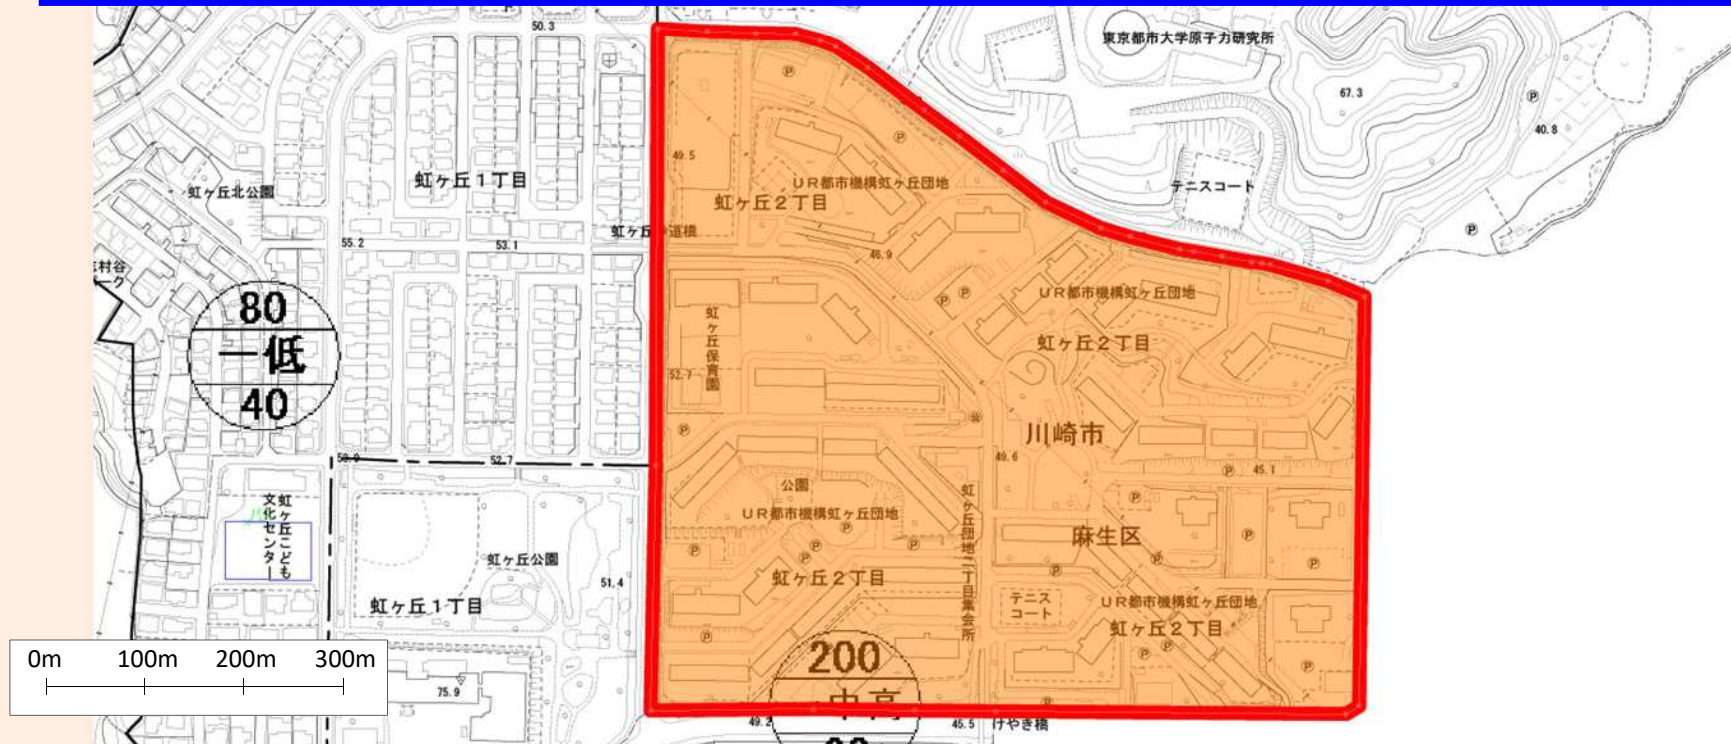 50.3
東京都市大学原子力研究所
67.3
40.8
Ⓟ
Ⓟ
Ⓟ
Ⓟ
49.5
虹ヶ丘1丁目
虹ヶ丘北公園
UR都市機構虹ヶ丘団地
虹ヶ丘2丁目
テニスコート
虹ヶ丘
道橋
55.2
53.1
46.9
村谷
ーク
80
一低
40
UR都市機構虹ヶ丘団地
Ⓟ
Ⓟ
虹ヶ丘保育園
虹ヶ丘2丁目
52.7
川崎市
Ⓟ
52.7
49.6
Ⓟ
45.1
公園
UR都市機構虹ヶ丘団地
Ⓟ
Ⓟ
Ⓟ
Ⓟ
Ⓟ
Ⓟ
虹ヶ丘団地二丁目集会所
Ⓟ
麻生区
Ⓟ
Ⓟ
Ⓟ
Ⓟ
虹ヶ丘こども
文化センター
虹ヶ丘公園
51.4
虹ヶ丘2丁目
虹ヶ丘1丁目
テニス
コート
UR都市機構虹ヶ丘団地
虹ヶ丘2丁目
Ⓟ
Ⓟ
Ⓟ
Ⓟ
Ⓟ
200
0m 100m 200m 300m
75.9
49.2
45.5
けやき橋